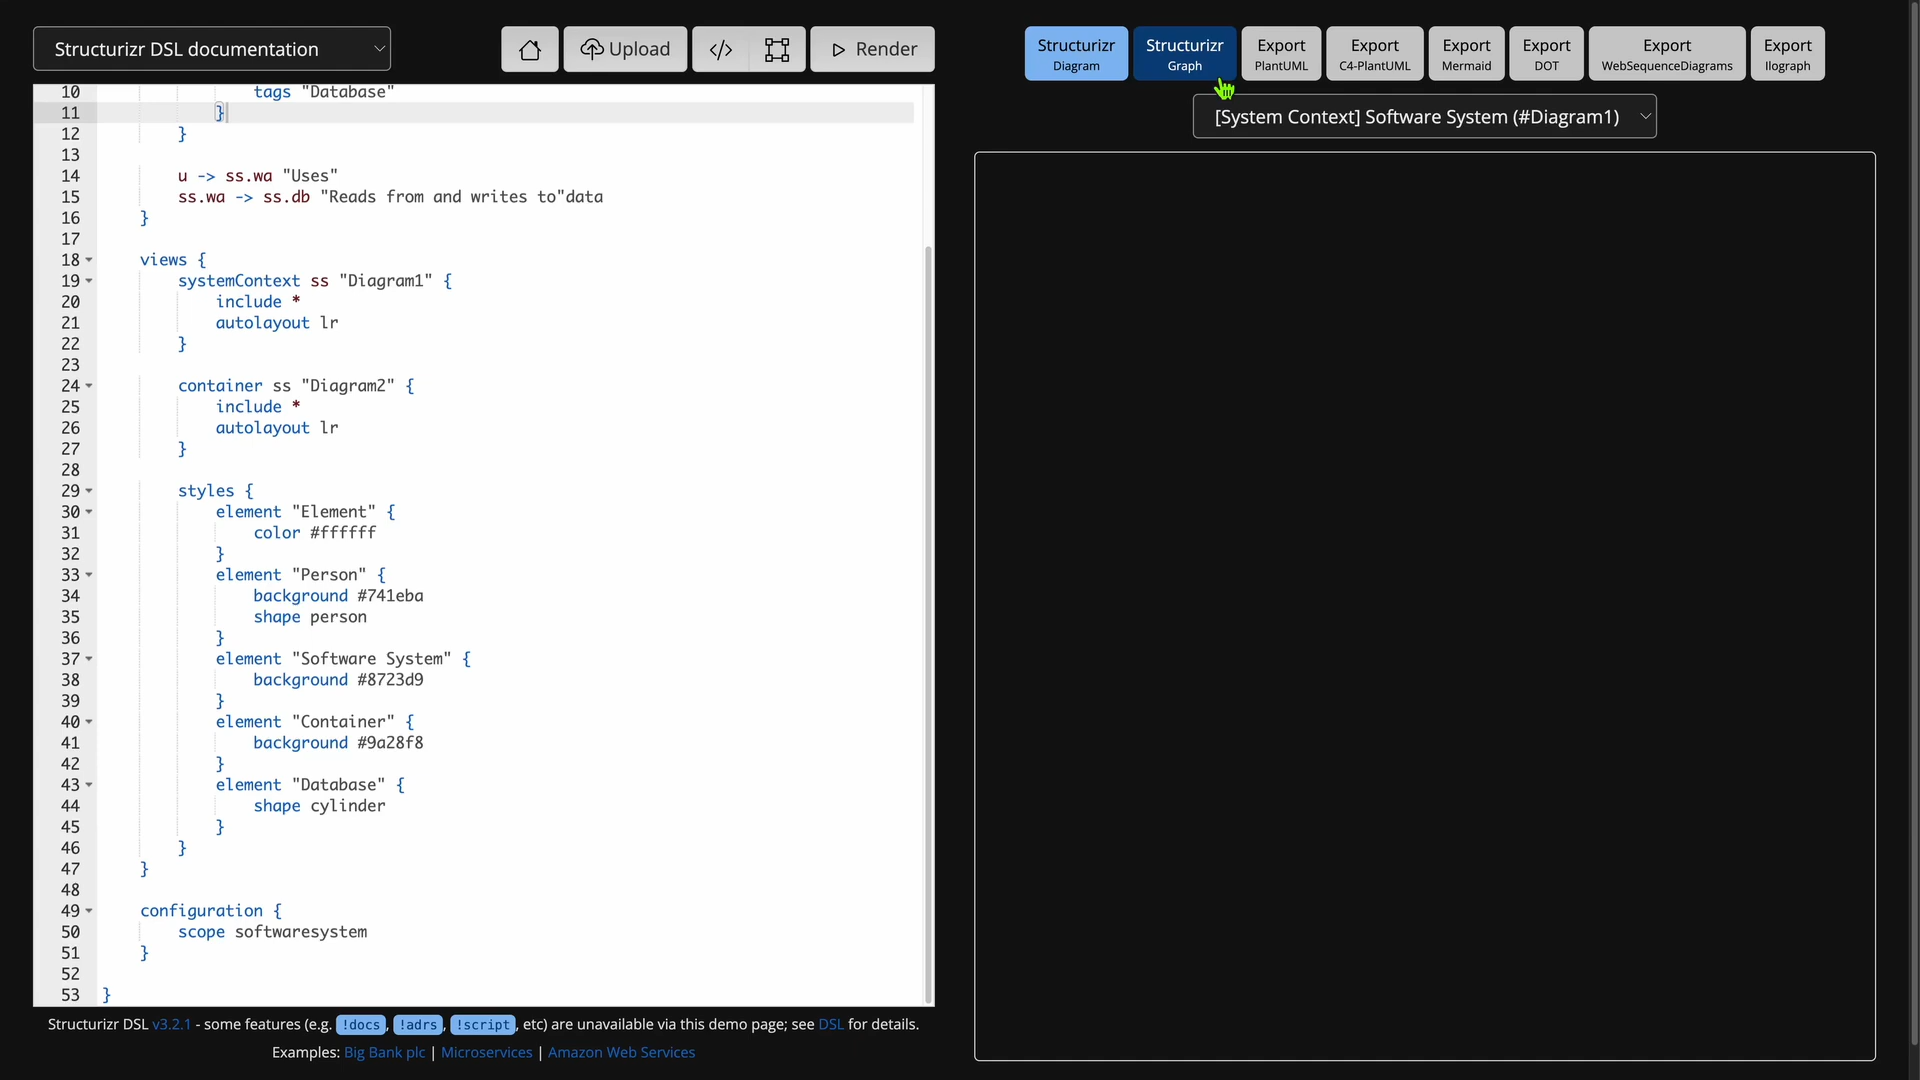 Structurizr DSL documentation
Upload
Render
10 tags "Database"
11 }
12 }
13
14 u -> ss.wa "Uses"
15 ss.wa -> ss.db "Reads from and writes to"data
16 }
17
18 views {
19 systemContext ss "Diagram1" {
20 include *
21 autolayout lr
22 }
23
24 container ss "Diagram2" {
25 include *
26 autolayout lr
27 }
28
29 styles {
30 element "Element" {
31 color #ffffff
32 }
33 element "Person" {
34 background #741eba
35 shape person
36 }
37 element "Software System" {
38 background #8723d9
39 }
40 element "Container" {
41 background #9a28f8
42 }
43 element "Database" {
44 shape cylinder
45 }
46 }
47 }
48
49 configuration {
50 scope softwaresystem
51 }
52
53 }
Structurizr DSL v3.2.1 - some features (e.g. !docs, !adrs, !script, etc) are unavailable via this demo page; see DSL for details.
Examples: Big Bank plc | Microservices | Amazon Web Services
Structurizr
Diagram
Structurizr
Graph
Export
PlantUML
Export
C4-PlantUML
Export
Mermaid
Export
DOT
Export
WebSequenceDiagrams
Export
Ilograph
[System Context] Software System (#Diagram1)